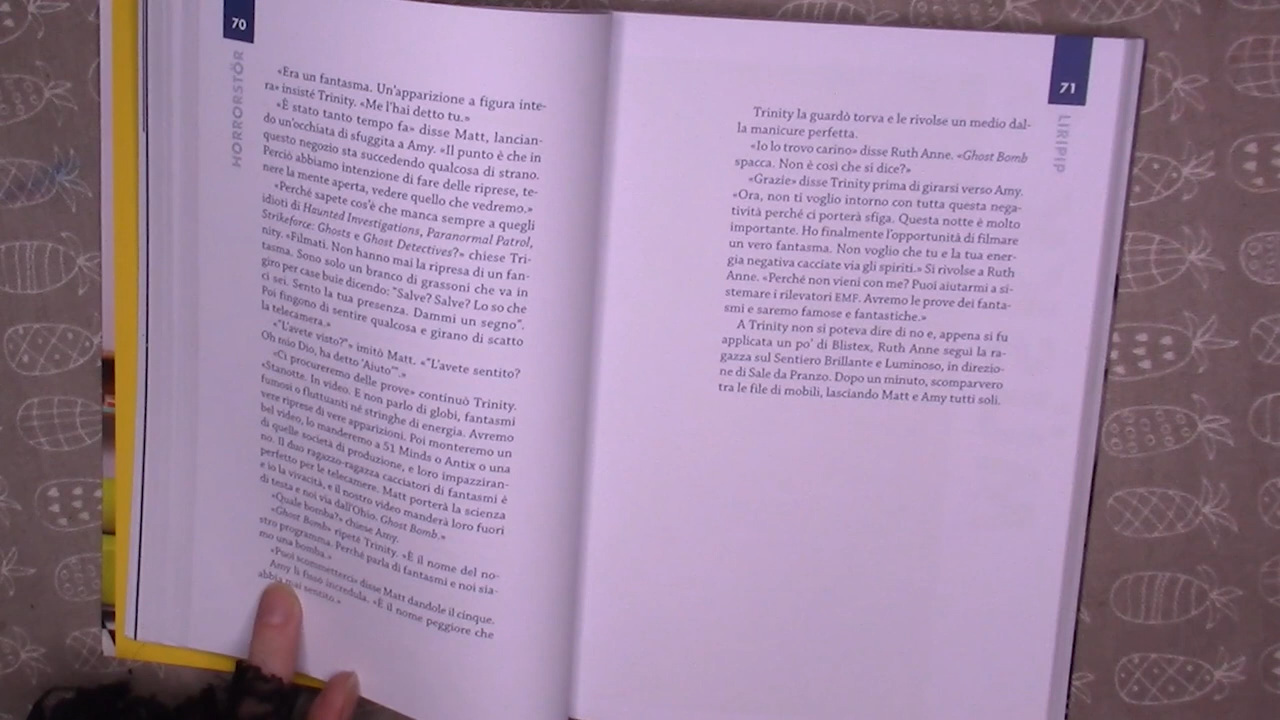 70
HORRORSTÖR
«Era un fantasma. Un'apparizione a figura inte-
ra» insisté Trinity. «Me l'hai detto tu.»
«È stato tanto tempo fa» disse Matt, lancian-
do un'occhiata di sfuggita a Amy. «Il punto è che in
questo negozio sta succedendo qualcosa di strano.
Perciò abbiamo intenzione di fare delle riprese, te-
nere la mente aperta, vedere quello che vedremo.»
«Perché sapete cos'è che manca sempre a quegli
idioti di Haunted Investigations, Paranormal Patrol,
Strikeforce: Ghosts e Ghost Detectives?» chiese Tri-
nity. «Filmati. Non hanno mai la ripresa di un fan-
tasma. Sono solo un branco di grassoni che va in
giro per case buie dicendo: "Salve? Salve? Lo so che
ci sei. Sento la tua presenza. Dammi un segno".
Poi fingono di sentire qualcosa e girano di scatto
la telecamera.»
«"L'avete visto?"» imitò Matt. «"L'avete sentito?
Oh mio Dio, ha detto 'Aiuto'".»
«Ci procureremo delle prove» continuò Trinity.
«Stanotte. In video. E non parlo di globi, fantasmi
fumosi o fluttuanti né stringhe di energia. Avremo
vere riprese di vere apparizioni. Poi monteremo un
bel video, lo manderemo a 51 Minds o Antix o una
di quelle società di produzione, e loro impazziran-
no. Il duo ragazzo-ragazza cacciatori di fantasmi è
perfetto per le telecamere. Matt porterà la scienza
e io la vivacità, e il nostro video manderà loro fuori
di testa e noi via dall'Ohio. Ghost Bomb.»
«Quale bomba?» chiese Amy.
«Ghost Bomb» ripeté Trinity. «È il nome del no-
stro programma. Perché parla di fantasmi e noi sia-
mo una bomba.»
«Puoi scommetterci» disse Matt dandole il cinque.
Amy li fissò incredula. «È il nome peggiore che
abbia mai sentito.»
71
LIRIPIP
Trinity la guardò torva e le rivolse un medio dal-
la manicure perfetta.
«Io lo trovo carino» disse Ruth Anne. «Ghost Bomb
spacca. Non è così che si dice?»
«Grazie» disse Trinity prima di girarsi verso Amy.
«Ora, non ti voglio intorno con tutta questa nega-
tività perché ci porterà sfiga. Questa notte è molto
importante. Ho finalmente l'opportunità di filmare
un vero fantasma. Non voglio che tu e la tua ener-
gia negativa cacciate via gli spiriti.» Si rivolse a Ruth
Anne. «Perché non vieni con me? Puoi aiutarmi a si-
stemare i rilevatori EMF. Avremo le prove dei fanta-
smi e saremo famose e fantastiche.»
A Trinity non si poteva dire di no e, appena si fu
applicata un po' di Blistex, Ruth Anne seguì la ra-
gazza sul Sentiero Brillante e Luminoso, in direzio-
ne di Sale da Pranzo. Dopo un minuto, scomparvero
tra le file di mobili, lasciando Matt e Amy tutti soli.